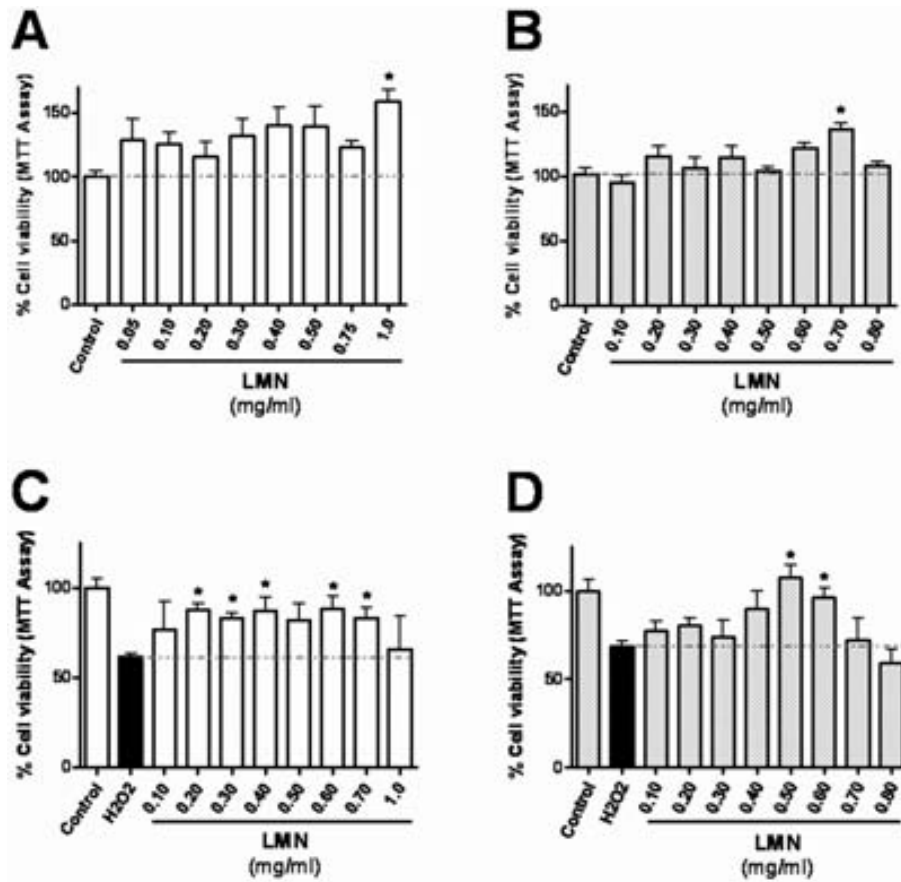 A
% Cell viability (MTT Assay)
150
100
50
0
*
Control
0.05
0.10
0.20
0.30
0.40
0.50
0.75
1.0
LMN
(mg/ml)
B
% Cell viability (MTT Assay)
150
100
50
0
*
Control
0.10
0.20
0.30
0.40
0.50
0.60
0.70
0.80
LMN
(mg/ml)
C
% Cell viability (MTT Assay)
100
50
0
* * * * *
Control
H2O2
0.10
0.20
0.30
0.40
0.50
0.60
0.70
1.0
LMN
(mg/ml)
D
% Cell viability (MTT Assay)
100
50
0
* *
Control
H2O2
0.10
0.20
0.30
0.40
0.50
0.60
0.70
0.80
LMN
(mg/ml)